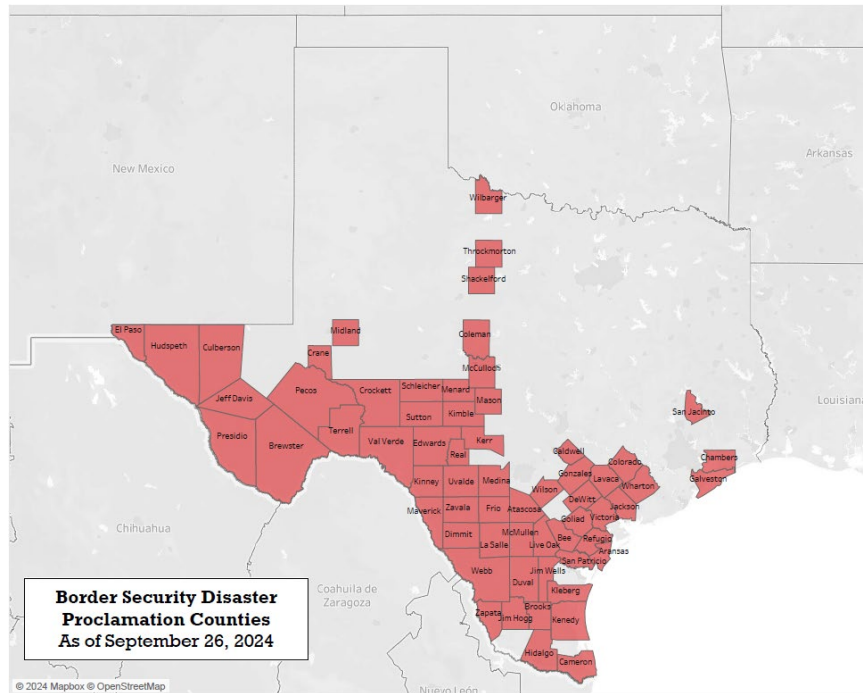 Oklahoma
New Mexico
Arkansas
Wilbarger
Throckmorton
Shackelford
El Paso
Midland
Coleman
Hudspeth
Culberson
Crane
McCulloch
Pecos
Crockett
Schleicher
Menard
Jeff Davis
Mason
Louisiana
San Jacinto
Sutton
Kimble
Presidio
Terrell
Brewster
Val Verde
Edwards
Kerr
Real
Caldwell
Colorado
Chambers
Gonzales
Lavaca
Galveston
Kinney
Uvalde
Medina
Wilson
Wharton
DeWitt
Maverick
Zavala
Frio
Atascosa
Jackson
Goliad
Victoria
Chihuahua
Dimmit
McMullen
Bee
Refugio
La Salle
Live Oak
Aransas
San Patricio
Webb
Jim Wells
Duval
Kleberg
Coahuila de
Zaragoza
Zapata
Jim Hogg
Brooks
Kenedy
Hidalgo
Cameron
Nuevo León
Border Security Disaster
Proclamation Counties
As of September 26, 2024
© 2024 Mapbox © OpenStreetMap